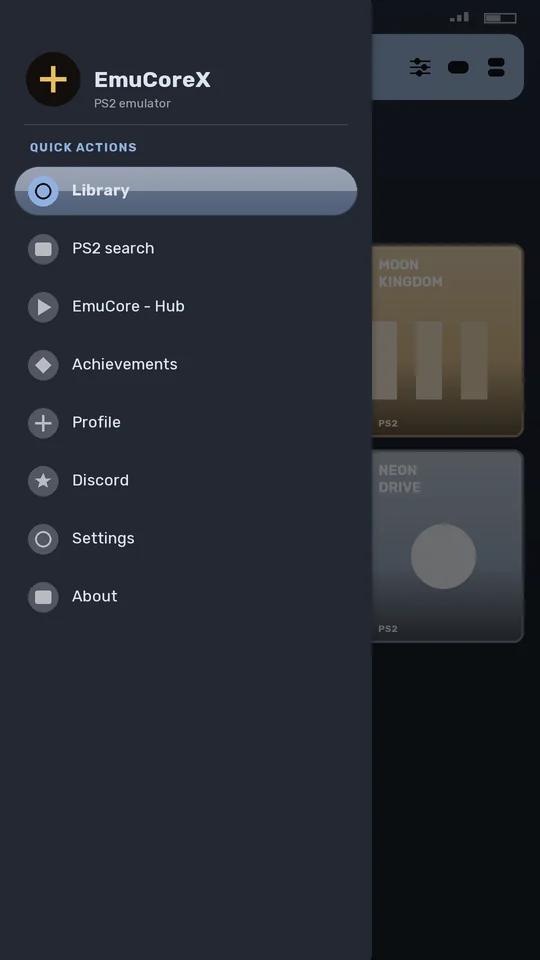 EmuCoreX
PS2 emulator
QUICK ACTIONS
Library
PS2 search
EmuCore - Hub
Achievements
Profile
Discord
Settings
About
MOON
KINGDOM
PS2
NEON
DRIVE
PS2